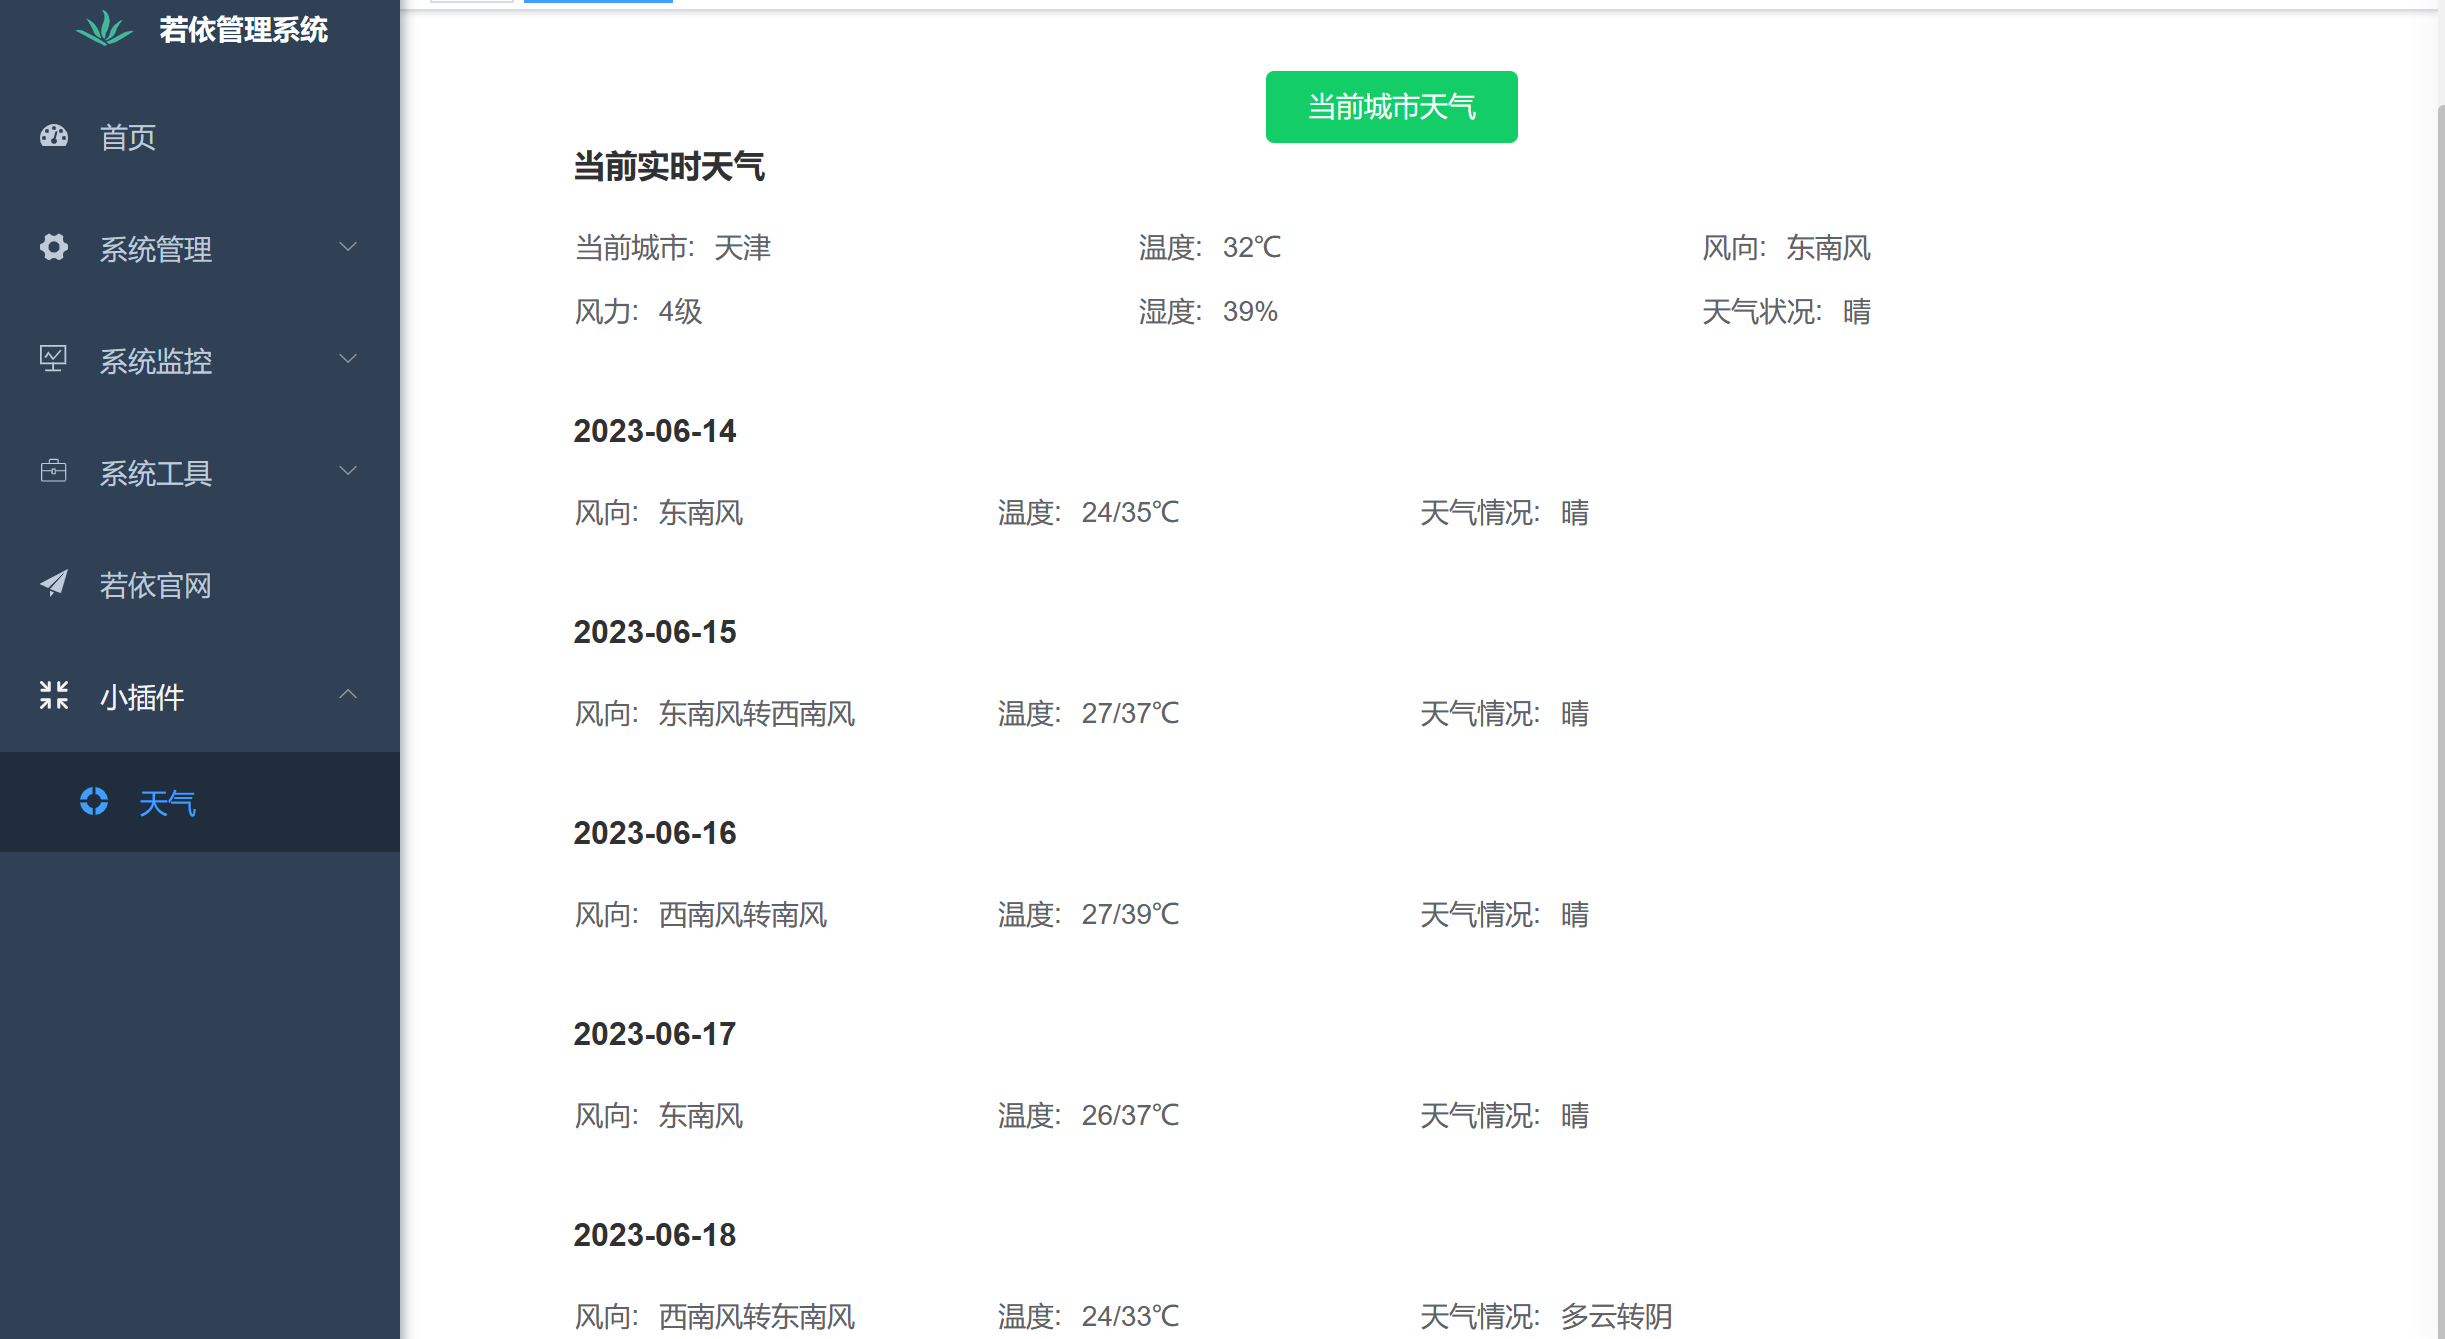 若依管理系统
首页
系统管理
系统监控
系统工具
若依官网
小插件
天气
当前城市天气
当前实时天气
当前城市: 天津 温度: 32℃ 风向: 东南风
风力: 4级 湿度: 39% 天气状况: 晴
2023-06-14
风向: 东南风 温度: 24/35℃ 天气情况: 晴
2023-06-15
风向: 东南风转西南风 温度: 27/37℃ 天气情况: 晴
2023-06-16
风向: 西南风转南风 温度: 27/39℃ 天气情况: 晴
2023-06-17
风向: 东南风 温度: 26/37℃ 天气情况: 晴
2023-06-18
风向: 西南风转东南风 温度: 24/33℃ 天气情况: 多云转阴